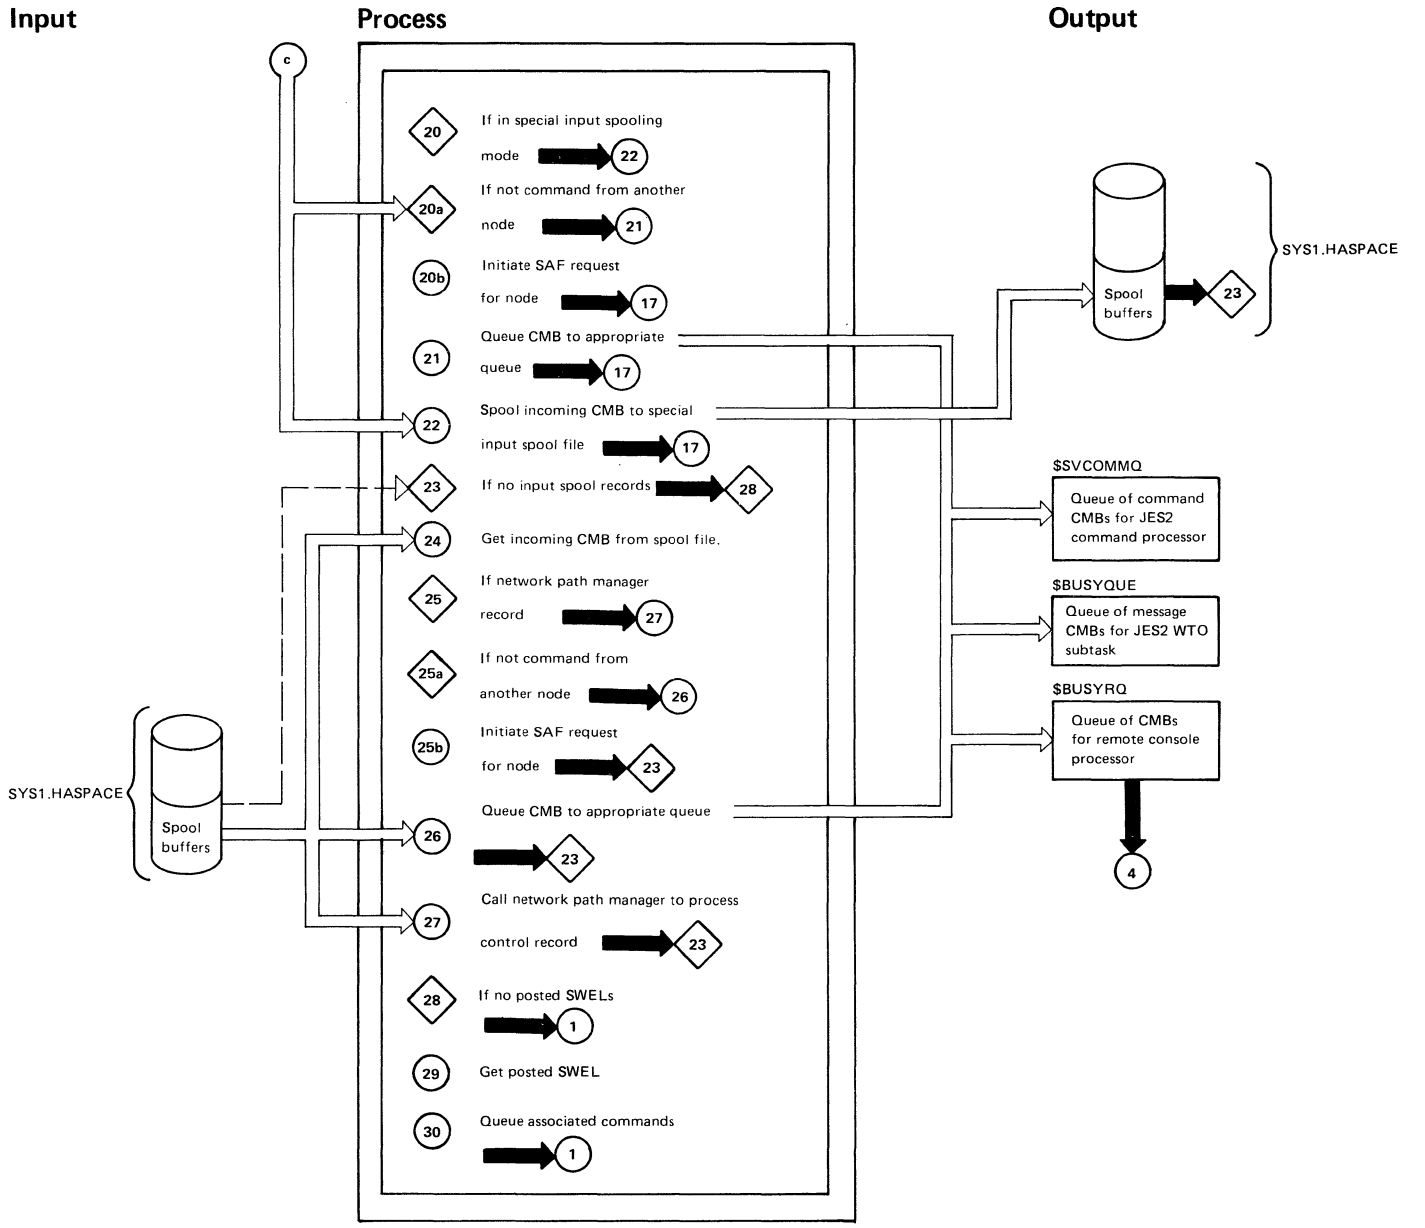 Input
Process
Output
c
20
If in special input spooling
mode
22
20a
If not command from another
node
21
20b
Initiate SAF request
for node
17
21
Queue CMB to appropriate
queue
17
22
Spool incoming CMB to special
input spool file
17
23
If no input spool records
28
24
Get incoming CMB from spool file.
25
If network path manager
record
27
25a
If not command from
another node
26
25b
Initiate SAF request
for node
23
26
Queue CMB to appropriate queue
23
27
Call network path manager to process
control record
23
28
If no posted SWELs
1
29
Get posted SWEL
30
Queue associated commands
1
SYS1.HASPACE
Spool
buffers
Spool
buffers
23
SYS1.HASPACE
$SVCOMMQ
Queue of command
CMBs for JES2
command processor
$BUSYQUE
Queue of message
CMBs for JES2 WTO
subtask
$BUSYRQ
Queue of CMBs
for remote console
processor
4